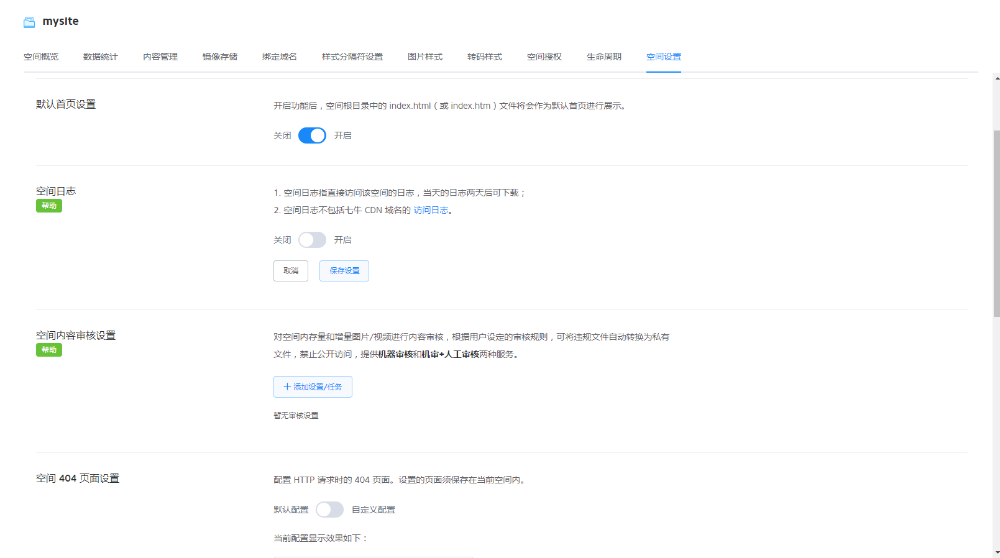 mysite
空间概览 数据统计 内容管理 镜像存储 绑定域名 样式分隔符设置 图片样式 转码样式 空间授权 生命周期 空间设置
默认首页设置
开启功能后，空间根目录中的 index.html（或 index.htm）文件将会作为默认首页进行展示。
关闭 开启
空间日志
帮助
1. 空间日志指直接访问该空间的日志，当天的日志两天后可下载；
2. 空间日志不包括七牛 CDN 域名的 访问日志。
关闭 开启
取消 保存设置
空间内容审核设置
帮助
对空间内存量和增量图片/视频进行内容审核，根据用户设定的审核规则，可将违规文件自动转换为私有
文件，禁止公开访问，提供机器审核和机审+人工审核两种服务。
添加设置/任务
暂无审核设置
空间 404 页面设置
配置 HTTP 请求时的 404 页面。设置的页面须保存在当前空间内。
默认配置 自定义配置
当前配置显示效果如下：